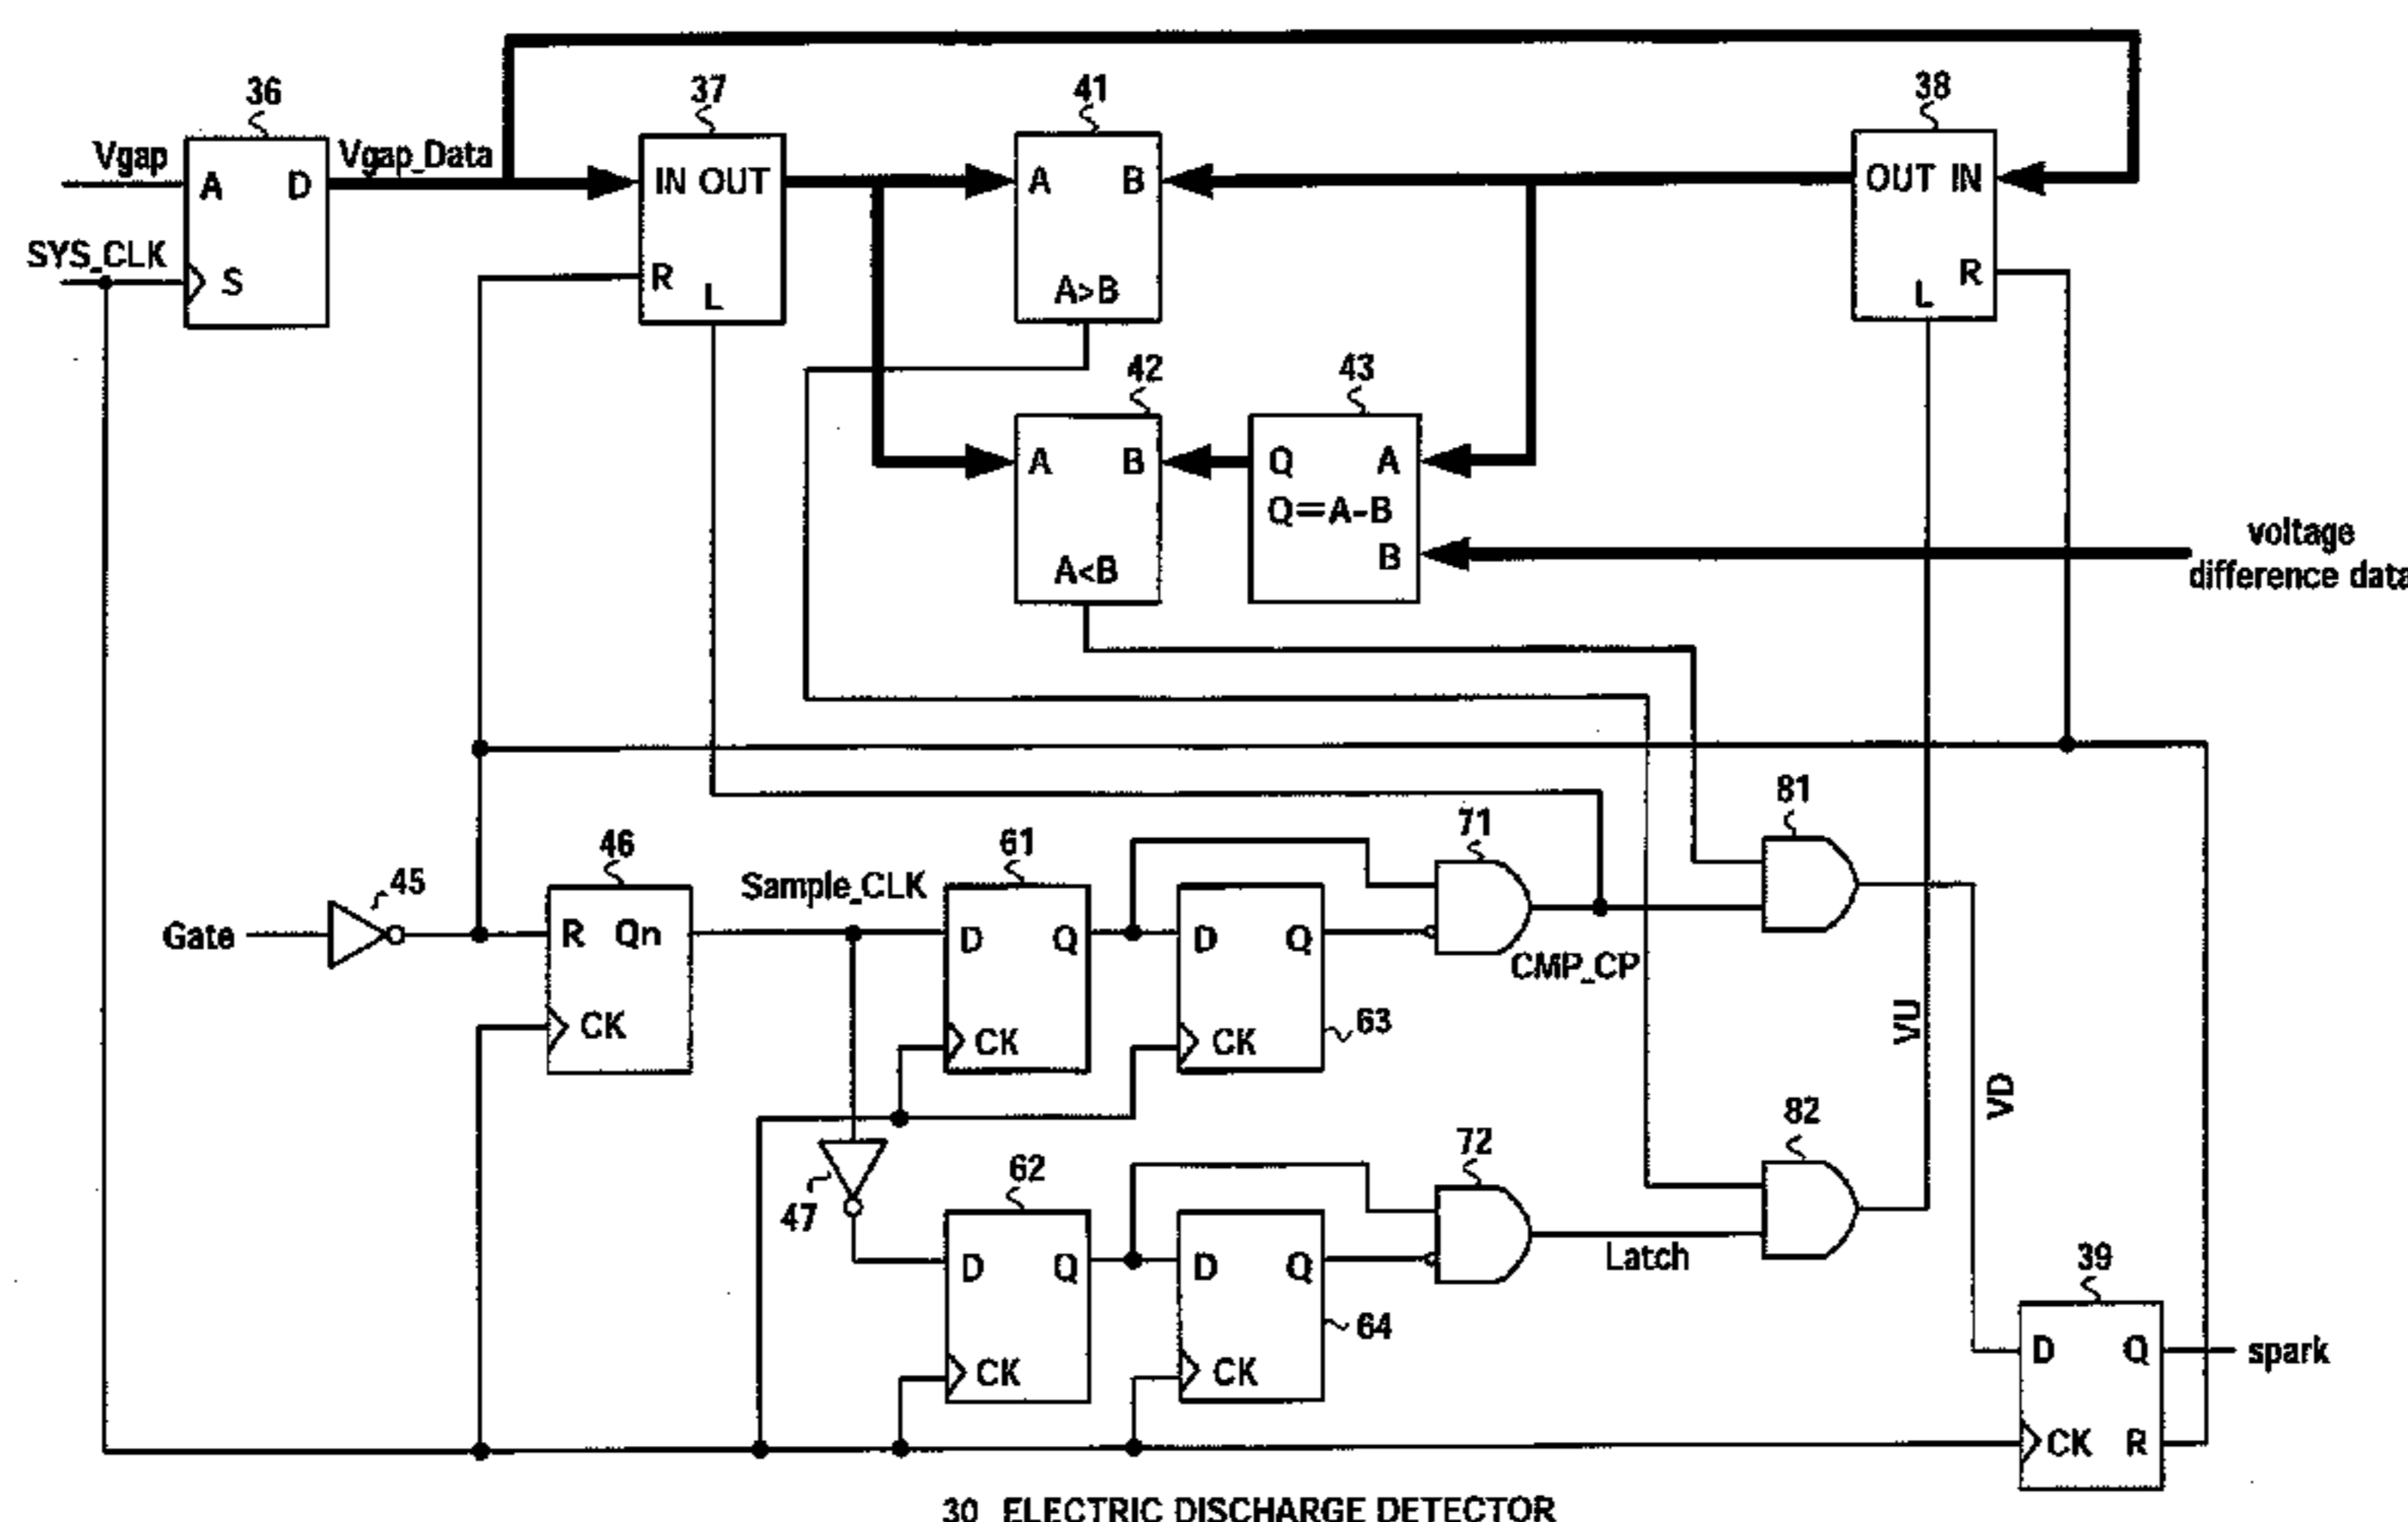 36
37
41
38
Vgap
Vgap_Data
A D
IN OUT
A B
OUT IN
SYS_CLK
S
R
L
A>B
R
L
42
43
A B
Q A
Q=A-B
B
A<B
voltage
difference data
81
71
46
61
45
Sample_CLK
Gate
R Qn
D Q
D Q
CMP_CP
CK
CK
CK
63
VU
VD
82
72
62
47
D Q
D Q
Latch
39
64
CK
CK
D Q
spark
CK R
30 ELECTRIC DISCHARGE DETECTOR